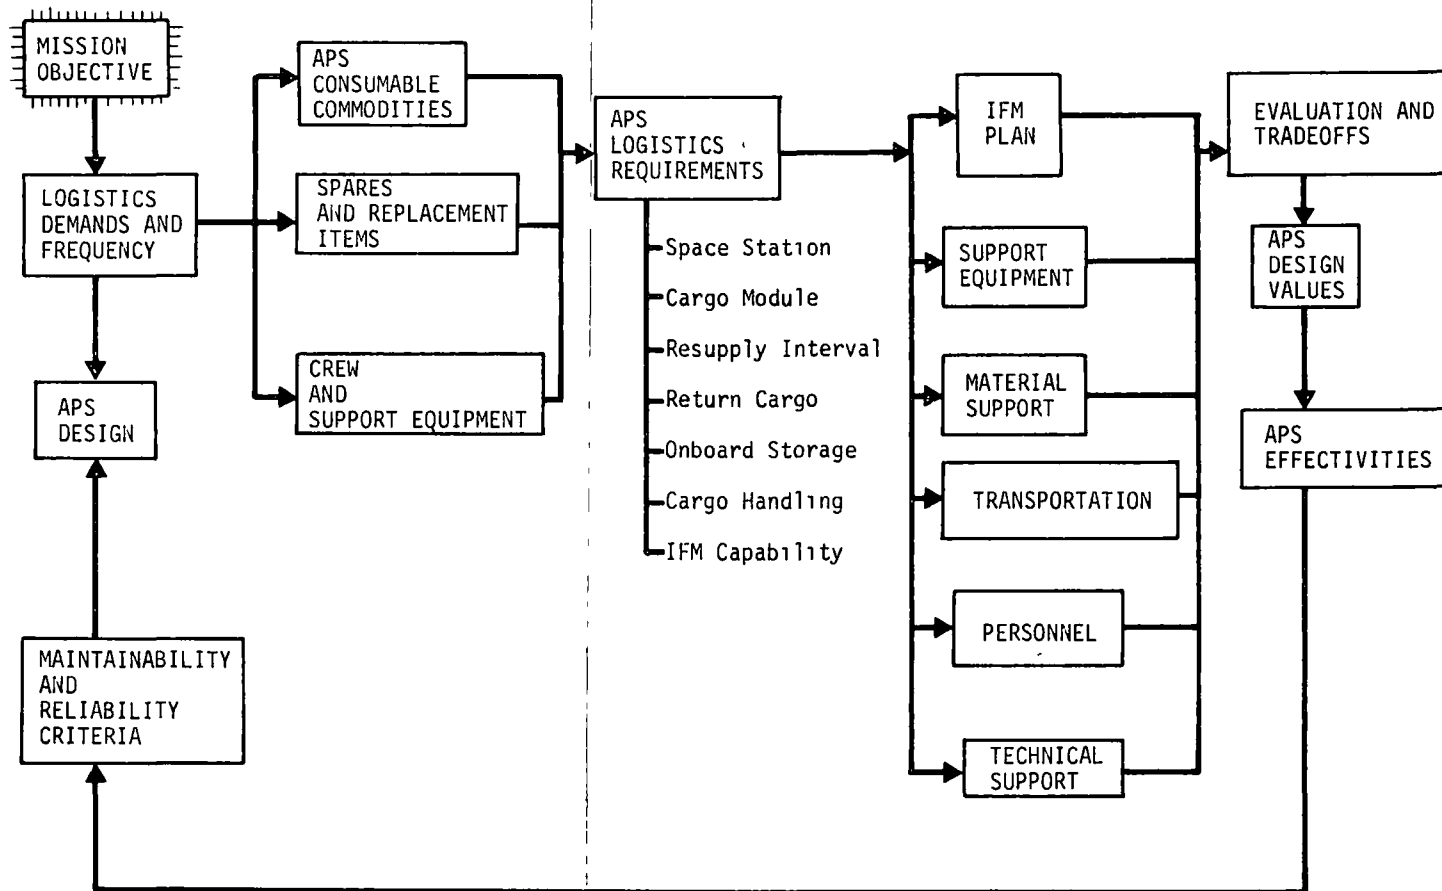 MISSION
OBJECTIVE
LOGISTICS
DEMANDS AND
FREQUENCY
APS
DESIGN
MAINTAINABILITY
AND
RELIABILITY
CRITERIA
APS
CONSUMABLE
COMMODITIES
SPARES
AND REPLACEMENT
ITEMS
CREW
AND
SUPPORT EQUIPMENT
APS
LOGISTICS
REQUIREMENTS
Space Station
Cargo Module
Resupply Interval
Return Cargo
Onboard Storage
Cargo Handling
IFM Capability
IFM
PLAN
SUPPORT
EQUIPMENT
MATERIAL
SUPPORT
TRANSPORTATION
PERSONNEL
TECHNICAL
SUPPORT
EVALUATION AND
TRADEOFFS
APS
DESIGN
VALUES
APS
EFFECTIVITIES